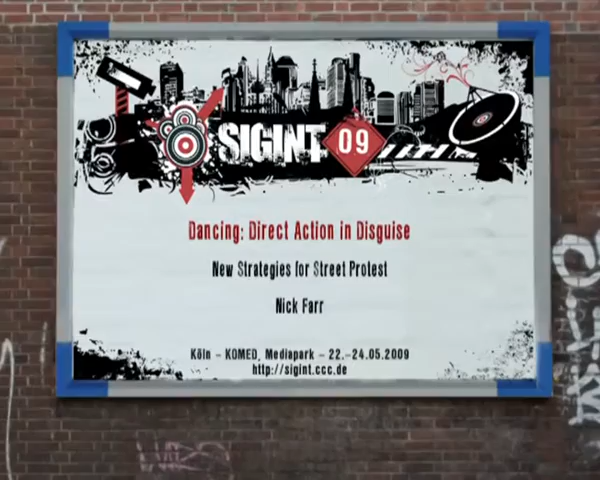 SIGINT 09
Dancing: Direct Action in Disguise
New Strategies for Street Protest
Nick Farr
Köln – KOMED, Mediapark – 22.–24.05.2009
http://sigint.ccc.de